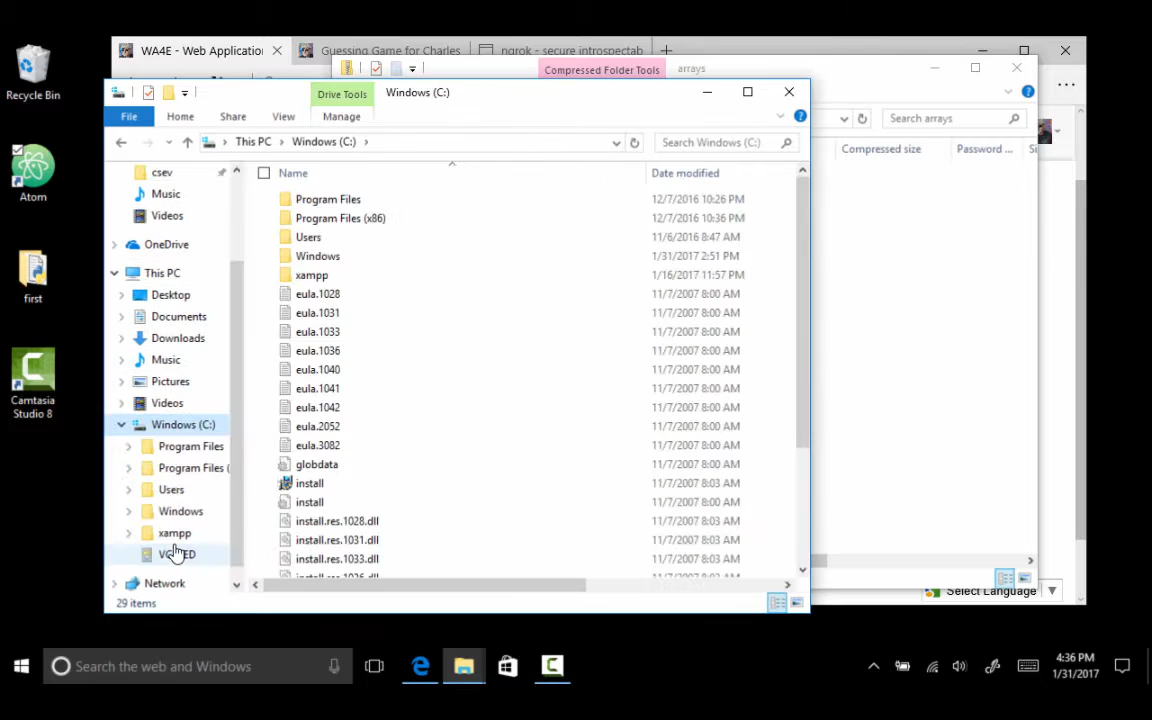 Recycle Bin
Atom
first
Camtasia
Studio 8
WA4E - Web Application
Guessing Game for Charles
ngrok - secure introspectab
Compressed Folder Tools
arrays
Drive Tools
Windows (C:)
File
Home
Share
View
Manage
This PC
Windows (C:)
Search Windows (C:)
Search arrays
Compressed size
Password ...
csev
Music
Videos
OneDrive
This PC
Desktop
Documents
Downloads
Music
Pictures
Videos
Windows (C:)
Program Files
Program Files (
Users
Windows
xampp
Network
Name
Date modified
Program Files
12/7/2016 10:26 PM
Program Files (x86)
12/7/2016 10:36 PM
Users
11/6/2016 8:47 AM
Windows
1/31/2017 2:51 PM
xampp
1/16/2017 11:57 PM
eula.1028
11/7/2007 8:00 AM
eula.1031
11/7/2007 8:00 AM
eula.1033
11/7/2007 8:00 AM
eula.1036
11/7/2007 8:00 AM
eula.1040
11/7/2007 8:00 AM
eula.1041
11/7/2007 8:00 AM
eula.1042
11/7/2007 8:00 AM
eula.2052
11/7/2007 8:00 AM
eula.3082
11/7/2007 8:00 AM
globdata
11/7/2007 8:00 AM
install
11/7/2007 8:03 AM
install
11/7/2007 8:00 AM
install.res.1028.dll
11/7/2007 8:03 AM
install.res.1031.dll
11/7/2007 8:03 AM
install.res.1033.dll
11/7/2007 8:03 AM
29 items
Select Language
Search the web and Windows
4:36 PM
1/31/2017